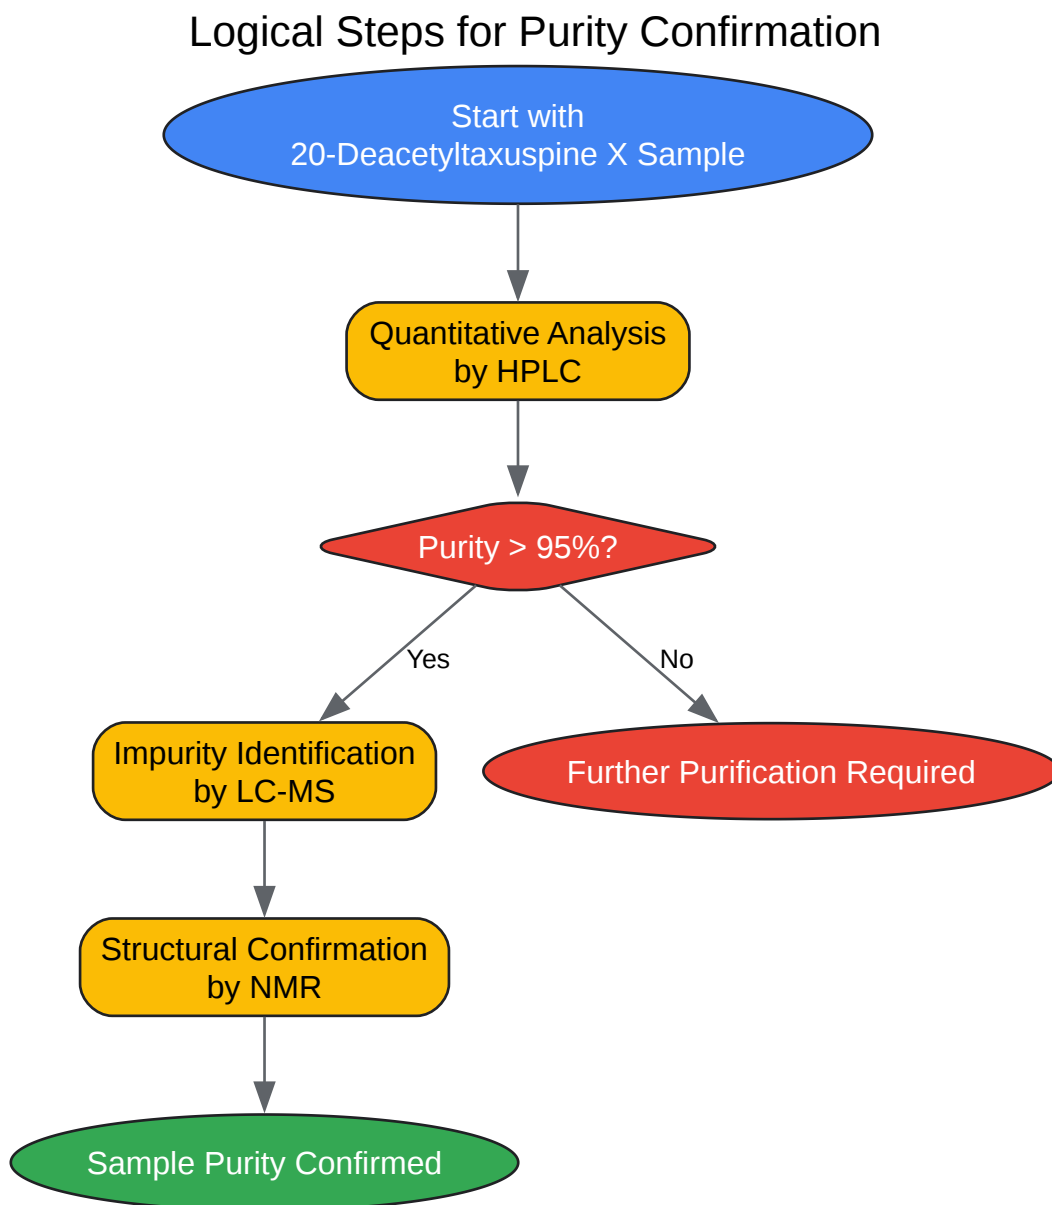 Logical Steps for Purity Confirmation
Start with
20-Deacetyltaxuspine X Sample
Quantitative Analysis
by HPLC
Purity > 95%?
Yes
No
Impurity Identification
by LC-MS
Further Purification Required
Structural Confirmation
by NMR
Sample Purity Confirmed